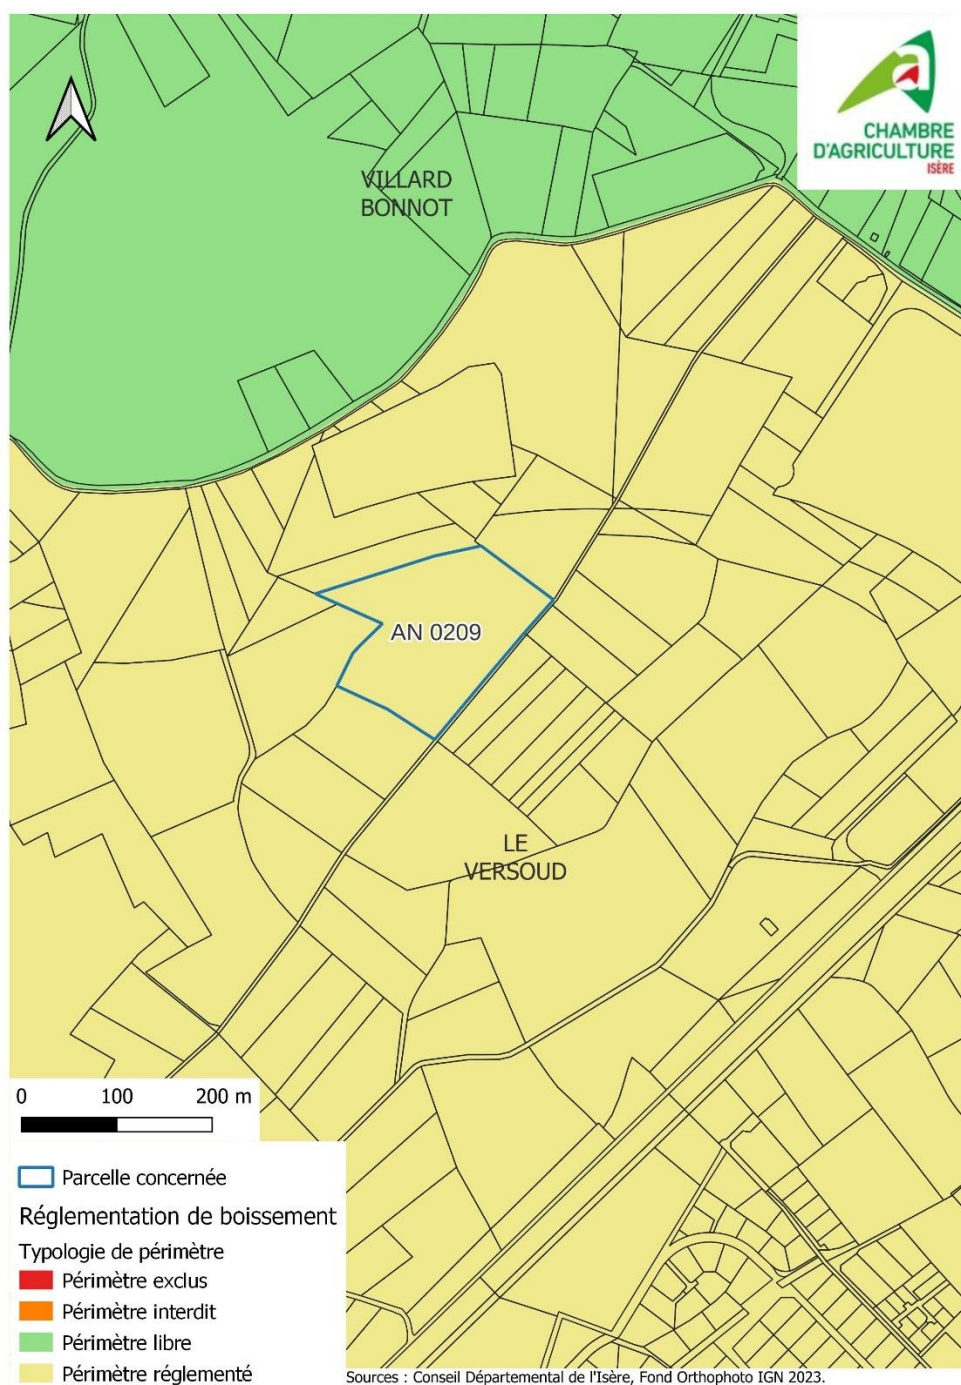 a
CHAMBRE
D'AGRICULTURE
ISÈRE
VILLARD
BONNOT
AN 0209
LE
VERSOUD
0 100 200 m
Parcelle concernée
Réglementation de boissement
Typologie de périmètre
Périmètre exclus
Périmètre interdit
Périmètre libre
Périmètre réglementé
Sources : Conseil Départemental de l'Isère, Fond Orthophoto IGN 2023.